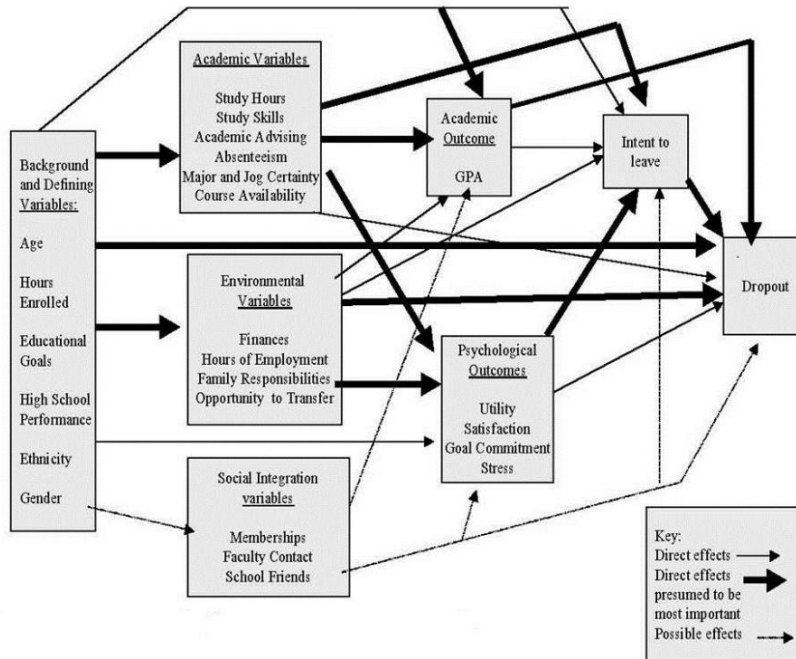 Background
and Defining
Variables:
Age
Hours
Enrolled
Educational
Goals
High School
Performance
Ethnicity
Gender
Academic Variables
Study Hours
Study Skills
Academic Advising
Absenteeism
Major and Jog Certainty
Course Availability
Environmental
Variables
Finances
Hours of Employment
Family Responsibilities
Opportunity to Transfer
Social Integration
variables
Memberships
Faculty Contact
School Friends
Academic
Outcome
GPA
Psychological
Outcomes
Utility
Satisfaction
Goal Commitment
Stress
Intent to
leave
Dropout
Key:
Direct effects
Direct effects
presumed to be
most important
Possible effects